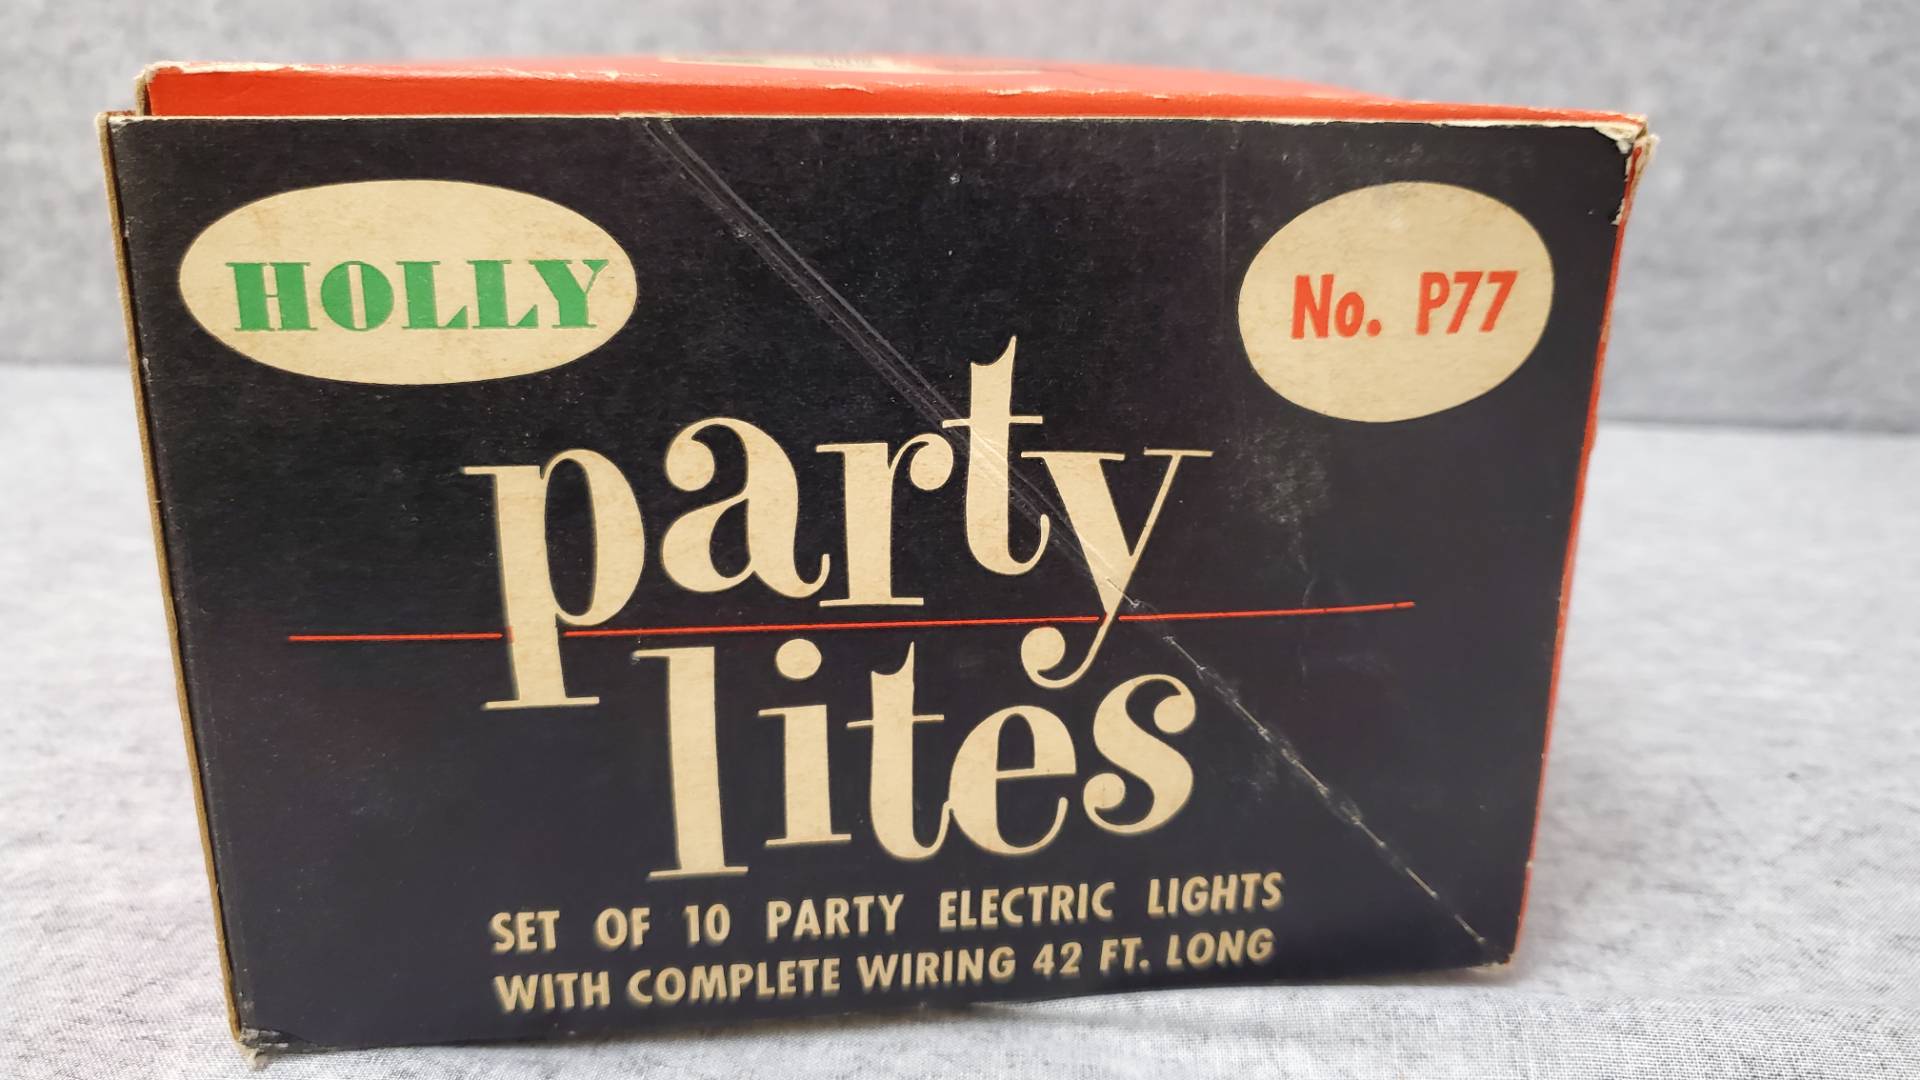 HOLLY
No. P77
party
lites
SET OF 10 PARTY ELECTRIC LIGHTS
WITH COMPLETE WIRING 42 FT. LONG